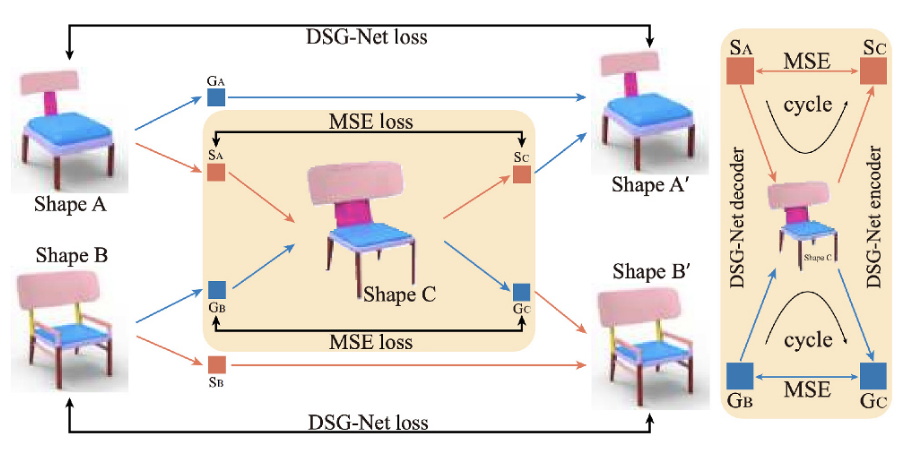 DSG-Net loss
GA
MSE loss
SA
SC
Shape A
Shape A′
Shape B
Shape C
Shape B′
GB
GC
MSE loss
SB
DSG-Net loss
SA
SC
MSE
cycle
DSG-Net decoder
DSG-Net encoder
Shape C
cycle
MSE
GB
GC